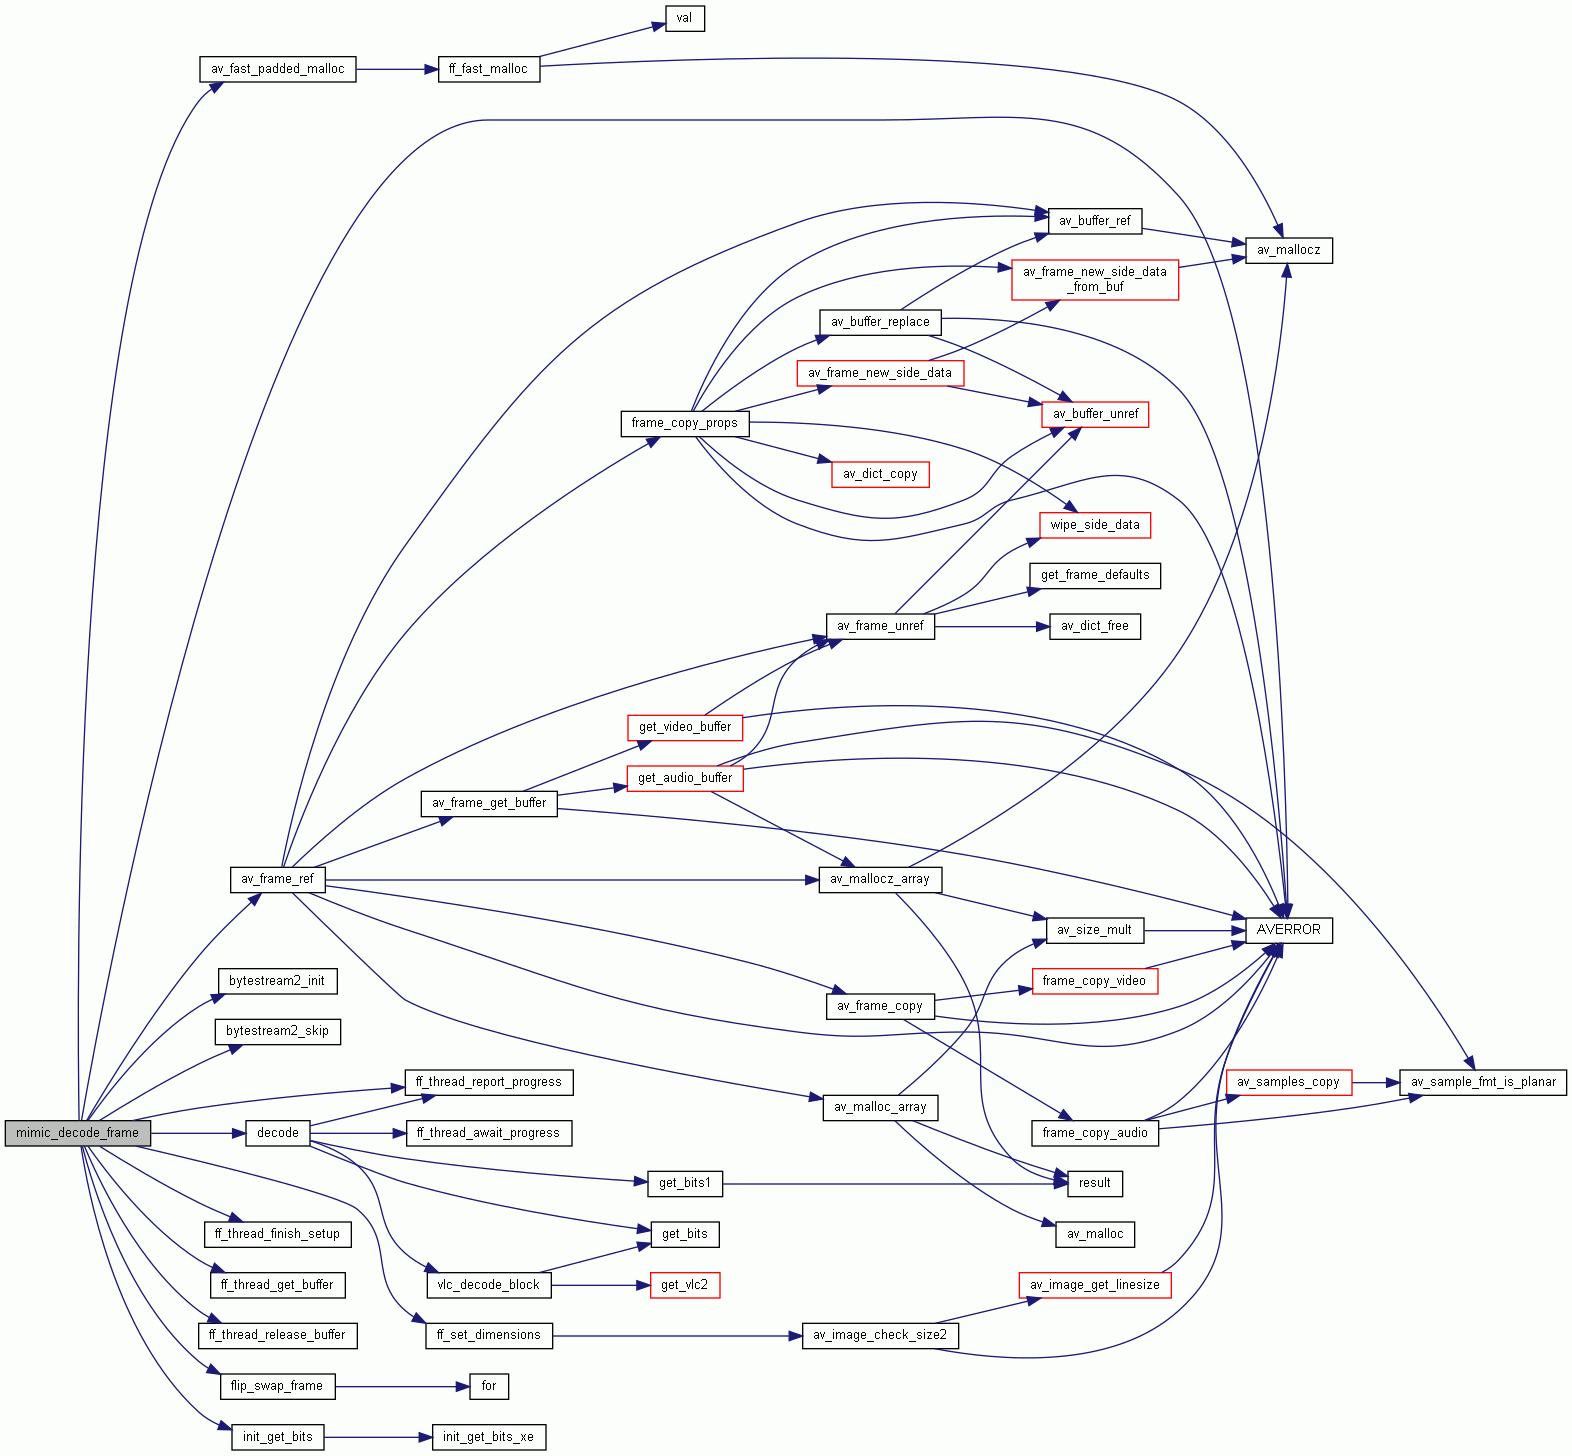 val
av_fast_padded_malloc
ff_fast_malloc
av_buffer_ref
av_mallocz
av_frame_new_side_data
_from_buf
av_buffer_replace
av_frame_new_side_data
av_buffer_unref
frame_copy_props
av_dict_copy
wipe_side_data
get_frame_defaults
av_frame_unref
av_dict_free
get_video_buffer
get_audio_buffer
av_frame_get_buffer
av_frame_ref
av_mallocz_array
av_size_mult
AVERROR
bytestream2_init
frame_copy_video
av_frame_copy
bytestream2_skip
ff_thread_report_progress
av_samples_copy
av_sample_fmt_is_planar
av_malloc_array
mimic_decode_frame
decode
ff_thread_await_progress
frame_copy_audio
get_bits1
result
ff_thread_finish_setup
get_bits
av_malloc
ff_thread_get_buffer
vlc_decode_block
get_vlc2
av_image_get_linesize
ff_thread_release_buffer
ff_set_dimensions
av_image_check_size2
flip_swap_frame
for
init_get_bits
init_get_bits_xe